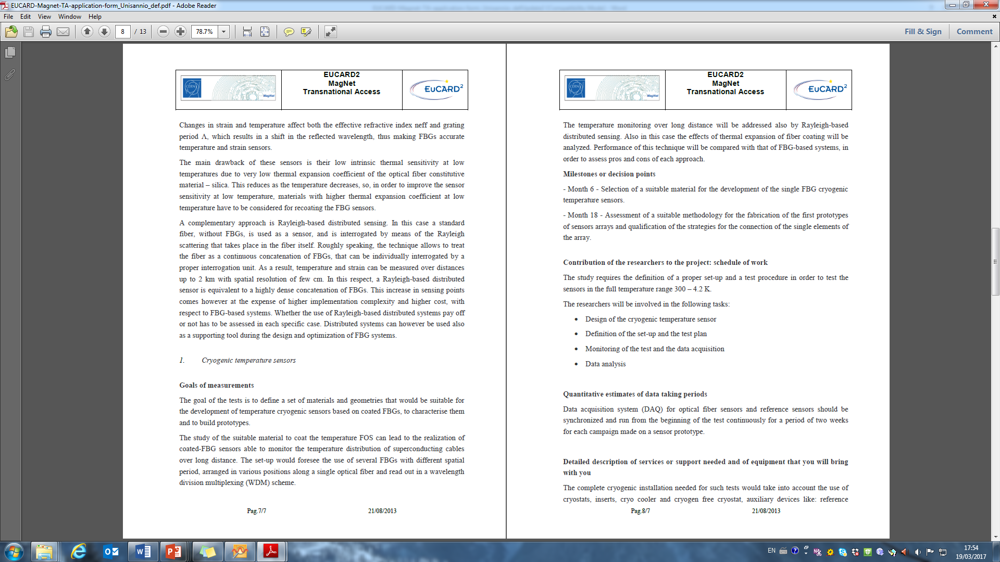 EUCARD-Magnet-TA-application-form_Unisannio_def.pdf - Adobe Reader
File Edit View Window Help
8 / 13 78.7% Fill & Sign Comment
EUCARD2
MagNet
Transnational Access
CERN
MagNet
EuCARD²
Changes in strain and temperature affect both the effective refractive index neff and grating
period Λ, which results in a shift in the reflected wavelength, thus making FBGs accurate
temperature and strain sensors.
The main drawback of these sensors is their low intrinsic thermal sensitivity at low
temperatures due to very low thermal expansion coefficient of the optical fiber constitutive
material – silica. This reduces as the temperature decreases, so, in order to improve the sensor
sensitivity at low temperature, materials with higher thermal expansion coefficient at low
temperature have to be considered for recoating the FBG sensors.
A complementary approach is Rayleigh-based distributed sensing. In this case a standard
fiber, without FBGs, is used as a sensor, and is interrogated by means of the Rayleigh
scattering that takes place in the fiber itself. Roughly speaking, the technique allows to treat
the fiber as a continuous concatenation of FBGs, that can be individually interrogated by a
proper interrogation unit. As a result, temperature and strain can be measured over distances
up to 2 km with spatial resolution of few cm. In this respect, a Rayleigh-based distributed
sensor is equivalent to a highly dense concatenation of FBGs. This increase in sensing points
comes however at the expense of higher implementation complexity and higher cost, with
respect to FBG-based systems. Whether the use of Rayleigh-based distributed systems pay off
or not has to be assessed in each specific case. Distributed systems can however be used also
as a supporting tool during the design and optimization of FBG systems.
1. Cryogenic temperature sensors
Goals of measurements
The goal of the tests is to define a set of materials and geometries that would be suitable for
the development of temperature cryogenic sensors based on coated FBGs, to characterise them
and to build prototypes.
The study of the suitable material to coat the temperature FOS can lead to the realization of
coated-FBG sensors able to monitor the temperature distribution of superconducting cables
over long distance. The set-up would foresee the use of several FBGs with different spatial
period, arranged in various positions along a single optical fiber and read out in a wavelength
division multiplexing (WDM) scheme.
Pag.7/7 21/08/2013
EUCARD2
MagNet
Transnational Access
CERN
MagNet
EuCARD²
The temperature monitoring over long distance will be addressed also by Rayleigh-based
distributed sensing. Also in this case the effects of thermal expansion of fiber coating will be
analyzed. Performance of this technique will be compared with that of FBG-based systems, in
order to assess pros and cons of each approach.
Milestones or decision points
- Month 6 - Selection of a suitable material for the development of the single FBG cryogenic
temperature sensors.
- Month 18 - Assessment of a suitable methodology for the fabrication of the first prototypes
of sensors arrays and qualification of the strategies for the connection of the single elements of
the array.
Contribution of the researchers to the project: schedule of work
The study requires the definition of a proper set-up and a test procedure in order to test the
sensors in the full temperature range 300 – 4.2 K.
The researchers will be involved in the following tasks:
• Design of the cryogenic temperature sensor
• Definition of the set-up and the test plan
• Monitoring of the test and the data acquisition
• Data analysis
Quantitative estimates of data taking periods
Data acquisition system (DAQ) for optical fiber sensors and reference sensors should be
synchronized and run from the beginning of the test continuously for a period of two weeks
for each campaign made on a sensor prototype.
Detailed description of services or support needed and of equipment that you will bring
with you
The complete cryogenic installation needed for such tests would take into account the use of
cryostats, inserts, cryo cooler and cryogen free cryostat, auxiliary devices like: reference
Pag.8/7 21/08/2013
EN
17:54
19/03/2017